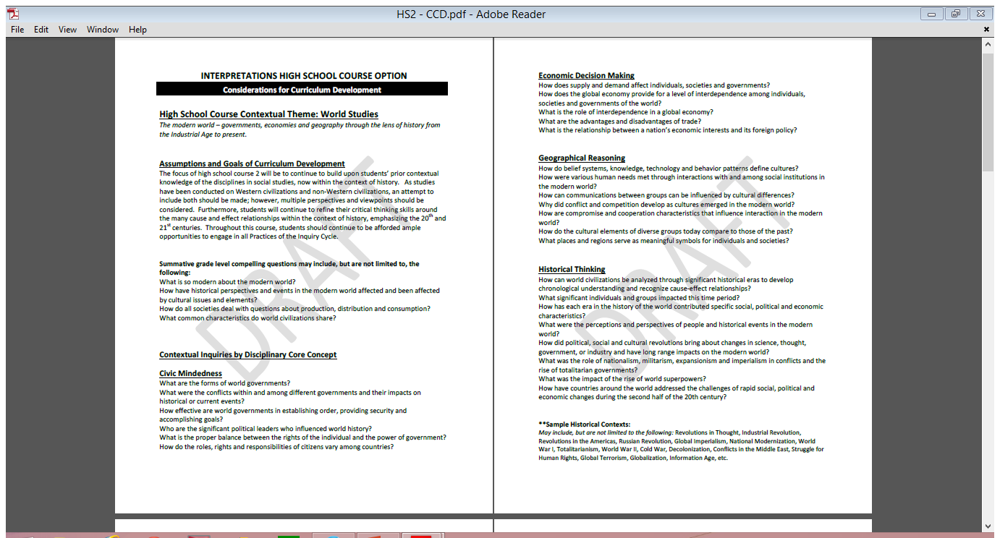 HS2 - CCD.pdf - Adobe Reader
File Edit View Window Help
INTERPRETATIONS HIGH SCHOOL COURSE OPTION
Considerations for Curriculum Development
High School Course Contextual Theme: World Studies
The modern world – governments, economies and geography through the lens of history from
the Industrial Age to present.
Assumptions and Goals of Curriculum Development
The focus of high school course 2 will be to continue to build upon students' prior contextual
knowledge of the disciplines in social studies, now within the context of history. As studies
have been conducted on Western civilizations and non-Western civilizations, an attempt to
include both should be made; however, multiple perspectives and viewpoints should be
considered. Furthermore, students will continue to refine their critical thinking skills around
the many cause and effect relationships within the context of history, emphasizing the 20th and
21st centuries. Throughout this course, students should continue to be afforded ample
opportunities to engage in all Practices of the Inquiry Cycle.
Summative grade level compelling questions may include, but are not limited to, the
following:
What is so modern about the modern world?
How have historical perspectives and events in the modern world affected and been affected
by cultural issues and elements?
How do all societies deal with questions about production, distribution and consumption?
What common characteristics do world civilizations share?
Contextual Inquiries by Disciplinary Core Concept
Civic Mindedness
What are the forms of world governments?
What were the conflicts within and among different governments and their impacts on
historical or current events?
How effective are world governments in establishing order, providing security and
accomplishing goals?
Who are the significant political leaders who influenced world history?
What is the proper balance between the rights of the individual and the power of government?
How do the roles, rights and responsibilities of citizens vary among countries?
DRAFT
Economic Decision Making
How does supply and demand affect individuals, societies and governments?
How does the global economy provide for a level of interdependence among individuals,
societies and governments of the world?
What is the role of interdependence in a global economy?
What are the advantages and disadvantages of trade?
What is the relationship between a nation's economic interests and its foreign policy?
Geographical Reasoning
How do belief systems, knowledge, technology and behavior patterns define cultures?
How were various human needs met through interactions with and among social institutions in
the modern world?
How can communications between groups can be influenced by cultural differences?
Why did conflict and competition develop as cultures emerged in the modern world?
How are compromise and cooperation characteristics that influence interaction in the modern
world?
How do the cultural elements of diverse groups today compare to those of the past?
What places and regions serve as meaningful symbols for individuals and societies?
Historical Thinking
How can world civilizations be analyzed through significant historical eras to develop
chronological understanding and recognize cause-effect relationships?
What significant individuals and groups impacted this time period?
How has each era in the history of the world contributed specific social, political and economic
characteristics?
What were the perceptions and perspectives of people and historical events in the modern
world?
How did political, social and cultural revolutions bring about changes in science, thought,
government, or industry and have long range impacts on the modern world?
What was the role of nationalism, militarism, expansionism and imperialism in conflicts and the
rise of totalitarian governments?
What was the impact of the rise of world superpowers?
How have countries around the world addressed the challenges of rapid social, political and
economic changes during the second half of the 20th century?
**Sample Historical Contexts:
May include, but are not limited to the following: Revolutions in Thought, Industrial Revolution,
Revolutions in the Americas, Russian Revolution, Global Imperialism, National Modernization, World
War I, Totalitarianism, World War II, Cold War, Decolonization, Conflicts in the Middle East, Struggle for
Human Rights, Global Terrorism, Globalization, Information Age, etc.
DRAFT